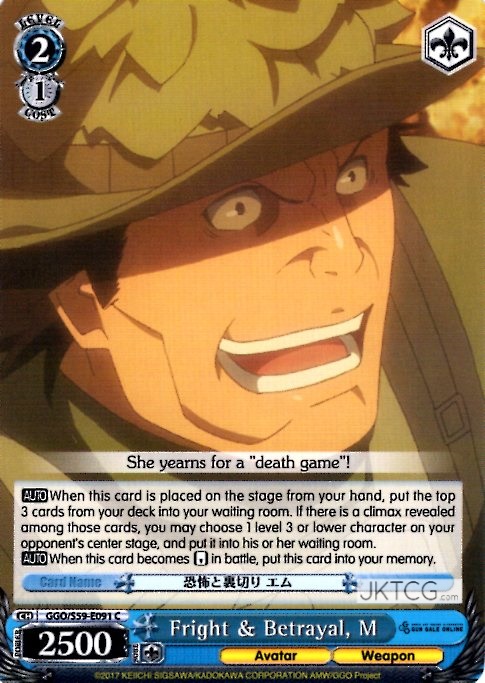 LEVEL
2
1
COST
She yearns for a "death game"!
AUTO When this card is placed on the stage from your hand, put the top
3 cards from your deck into your waiting room. If there is a climax revealed
among those cards, you may choose 1 level 3 or lower character on your
opponent's center stage, and put it into his or her waiting room.
AUTO When this card becomes in battle, put this card into your memory.
Card Name 恐怖と裏切り エム
JKTCG.com
CH GGO/S59-E091 C
POWER 2500 SOUL Fright & Betrayal, M
GUN GALE ONLINE
Avatar Weapon
©2017 KEIICHI SIGSAWA/KADOKAWA CORPORATION AMW/GGO Project